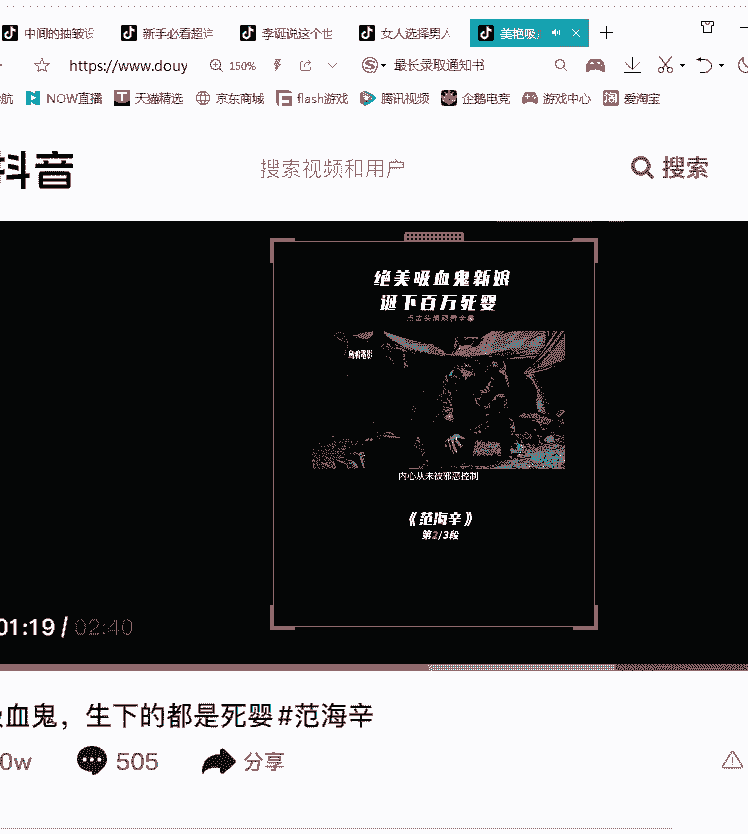 中间的抽皱设
新手必看超详
李诞说这个世
女人选择男人
美艳吸血
https://www.douy
150%
最长录取通知书
航
NOW直播
天猫精选
京东商城
flash游戏
腾讯视频
企鹅电竞
游戏中心
爱淘宝
抖音
搜索视频和用户
搜索
绝美吸血鬼新娘
诞下百万死婴
内心从未被邪恶控制
《范海辛》
第2/3段
01:19 / 02:40
吸血鬼，生下的都是死婴#范海辛
0w
505
分享